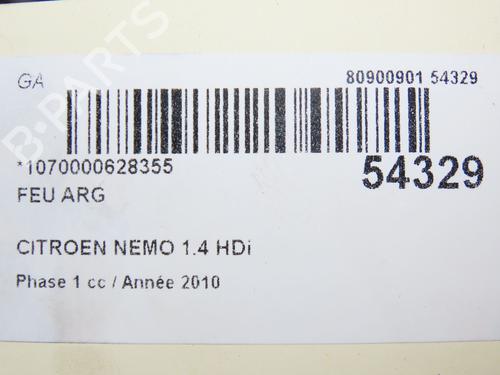 GA
80900901 54329
*1070000628355
54329
FEU ARG
CITROEN NEMO 1.4 HDi
Phase 1 cc / Année 2010
B-PARTS